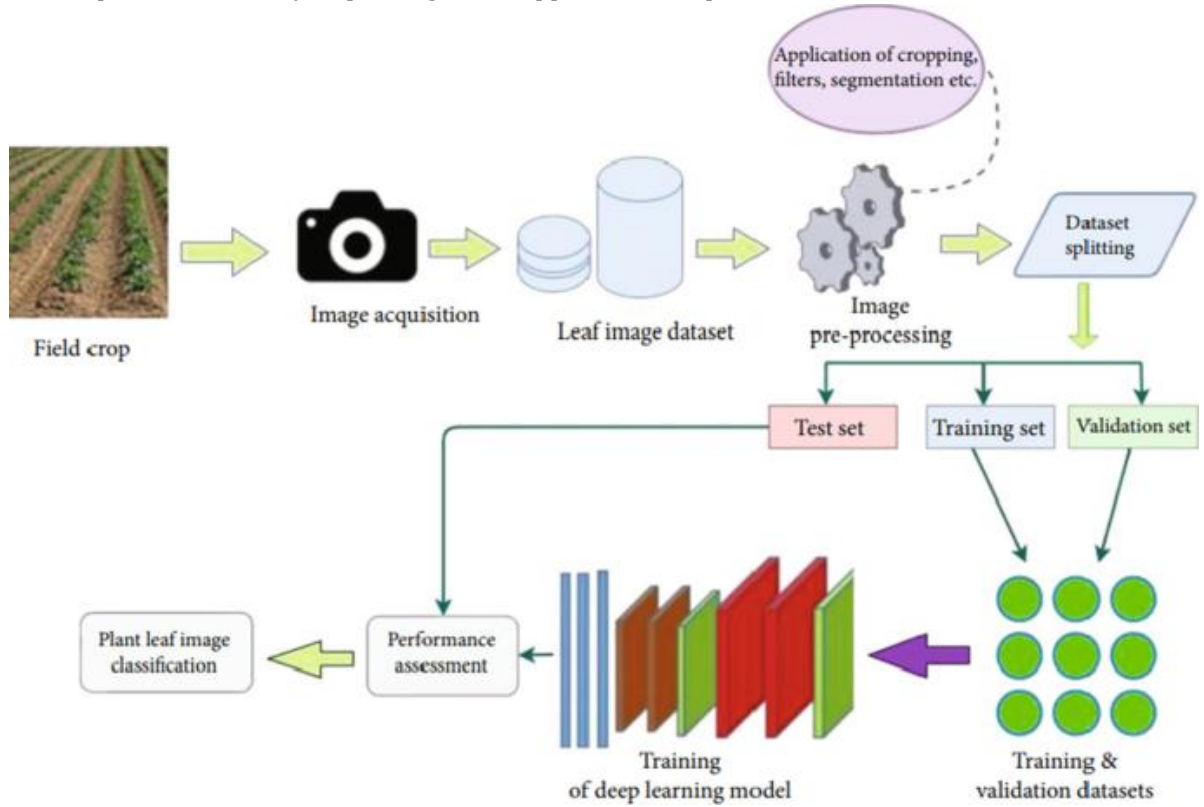 Application of cropping,
filters, segmentation etc.
Dataset
splitting
Image acquisition
Leaf image dataset
Image
pre-processing
Field crop
Test set
Training set
Validation set
Plant leaf image
classification
Performance
assessment
Training
of deep learning model
Training &
validation datasets